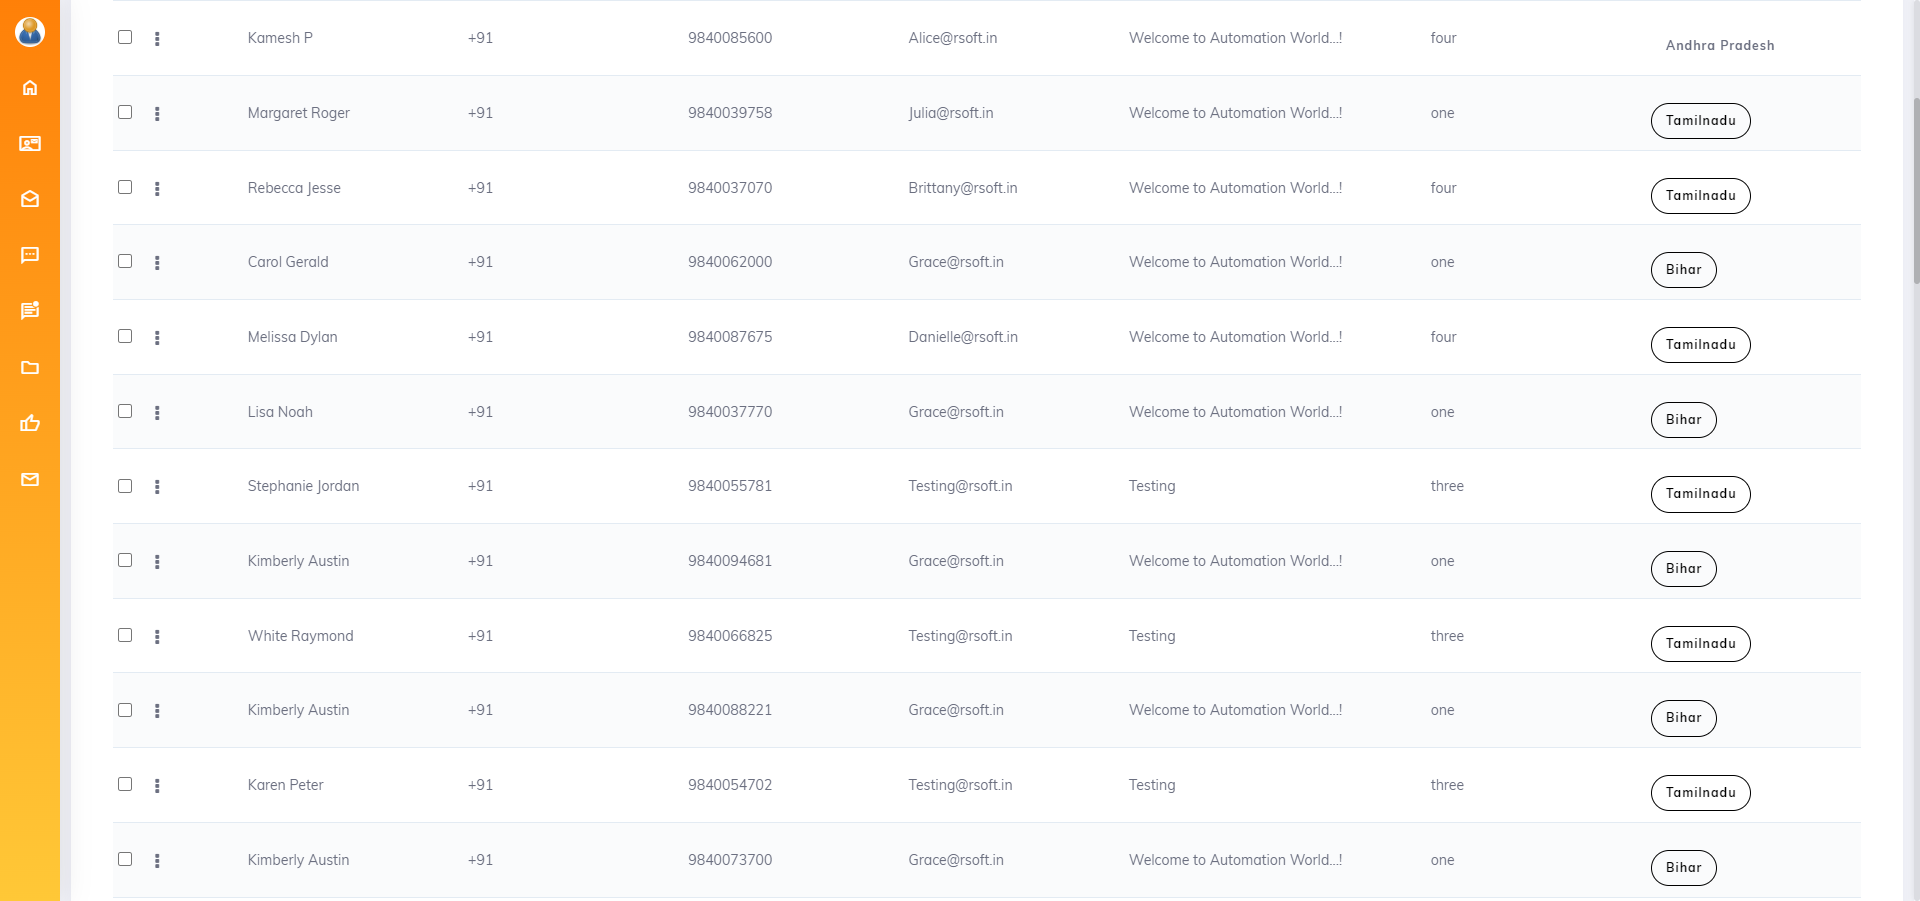 Kamesh P +91 9840085600 Alice@rsoft.in Welcome to Automation World...! four Andhra Pradesh
Margaret Roger +91 9840039758 Julia@rsoft.in Welcome to Automation World...! one Tamilnadu
Rebecca Jesse +91 9840037070 Brittany@rsoft.in Welcome to Automation World...! four Tamilnadu
Carol Gerald +91 9840062000 Grace@rsoft.in Welcome to Automation World...! one Bihar
Melissa Dylan +91 9840087675 Danielle@rsoft.in Welcome to Automation World...! four Tamilnadu
Lisa Noah +91 9840037770 Grace@rsoft.in Welcome to Automation World...! one Bihar
Stephanie Jordan +91 9840055781 Testing@rsoft.in Testing three Tamilnadu
Kimberly Austin +91 9840094681 Grace@rsoft.in Welcome to Automation World...! one Bihar
White Raymond +91 9840066825 Testing@rsoft.in Testing three Tamilnadu
Kimberly Austin +91 9840088221 Grace@rsoft.in Welcome to Automation World...! one Bihar
Karen Peter +91 9840054702 Testing@rsoft.in Testing three Tamilnadu
Kimberly Austin +91 9840073700 Grace@rsoft.in Welcome to Automation World...! one Bihar